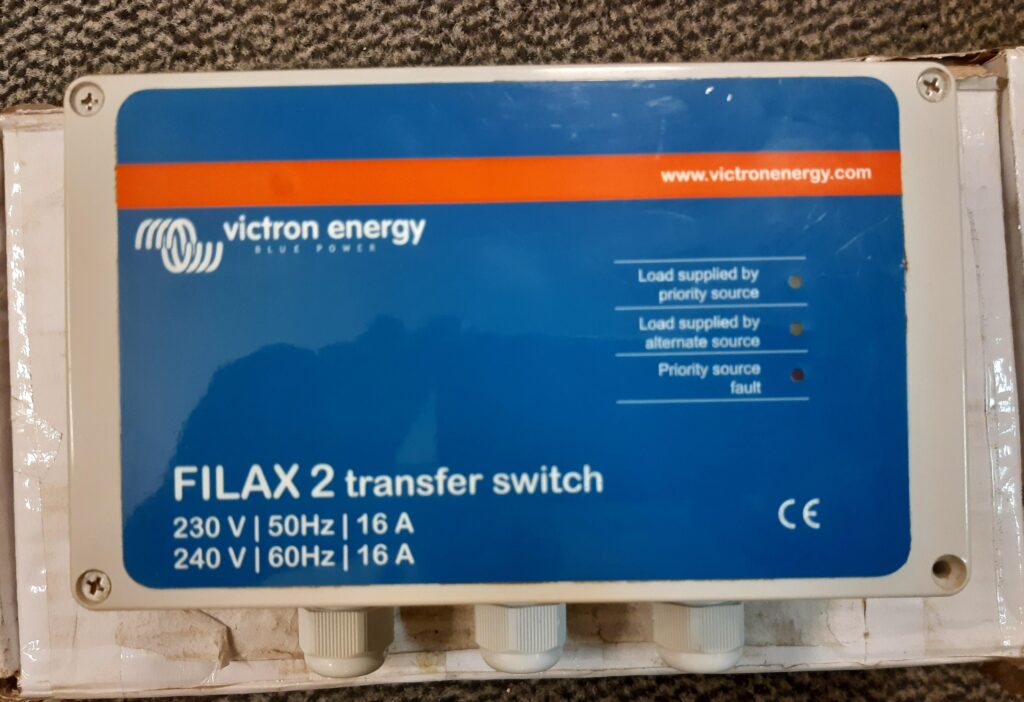 www.victronenergy.com
victron energy
BLUE POWER
Load supplied by
priority source
Load supplied by
alternate source
Priority source
fault
FILAX 2 transfer switch
230 V | 50Hz | 16 A
240 V | 60Hz | 16 A
CE